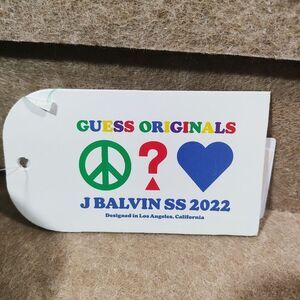 GUESS ORIGINALS
?
J BALVIN SS 2022
Designed in Los Angeles, California